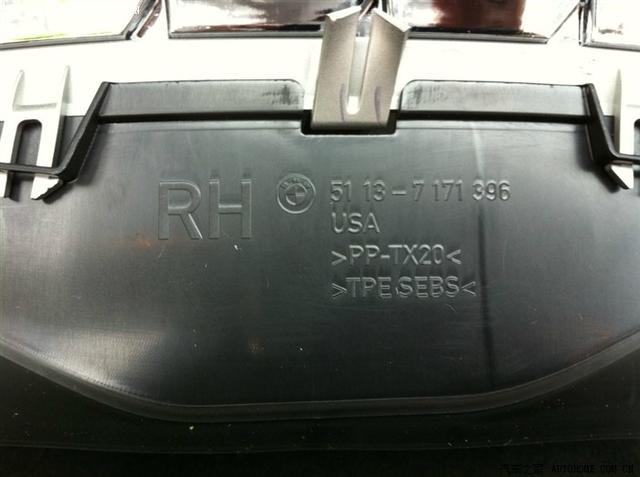 RH 51 13-7 171 396
USA
>PP-TX20<
>TPE SEBS<
汽车之家 AUTOHOME.COM.CN